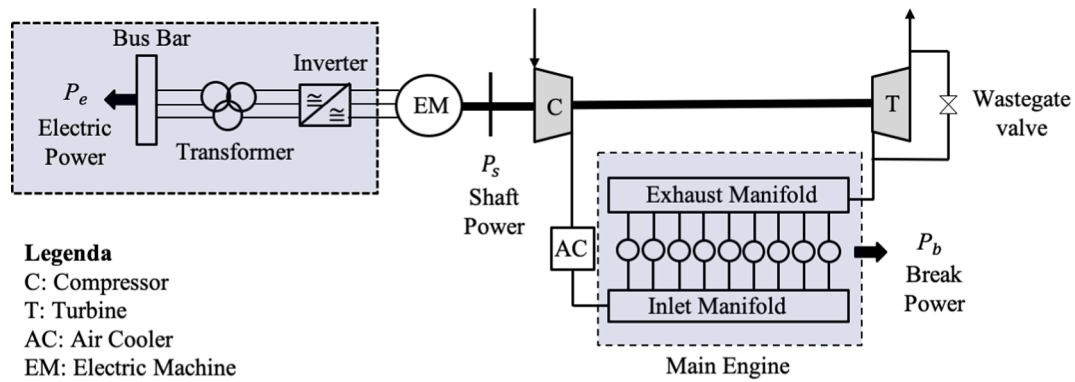 Bus Bar
Inverter
P_e
Electric
Power
Transformer
EM
P_s
Shaft
Power
C
T
Wastegate
valve
Exhaust Manifold
AC
Inlet Manifold
P_b
Break
Power
Main Engine
Legenda
C: Compressor
T: Turbine
AC: Air Cooler
EM: Electric Machine